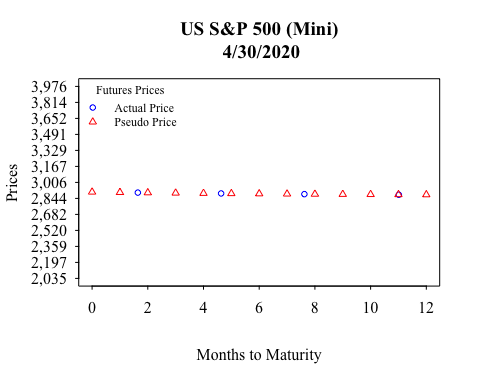 US S&P 500 (Mini)
4/30/2020
Futures Prices
Actual Price
Pseudo Price
Prices
3,976
3,814
3,652
3,491
3,329
3,167
3,006
2,844
2,682
2,520
2,359
2,197
2,035
0 2 4 6 8 10 12
Months to Maturity